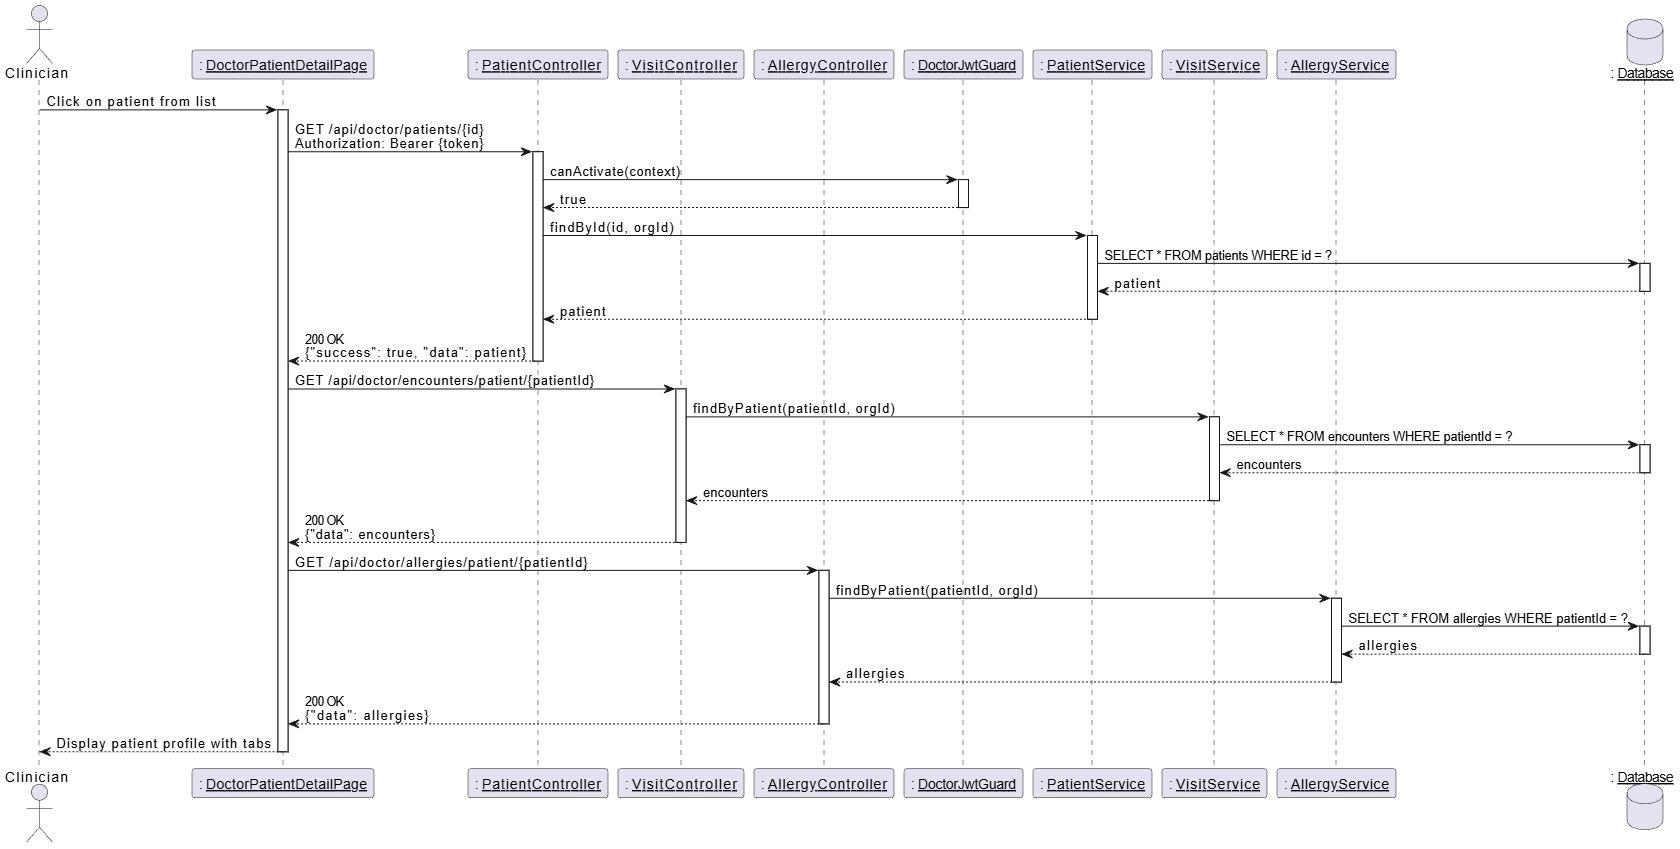 Clinician
: DoctorPatientDetailPage
: PatientController
: VisitController
: AllergyController
: DoctorJwtGuard
: PatientService
: VisitService
: AllergyService
: Database
Click on patient from list
GET /api/doctor/patients/{id}
Authorization: Bearer {token}
canActivate(context)
true
findById(id, orgId)
SELECT * FROM patients WHERE id = ?
patient
patient
200 OK
{"success": true, "data": patient}
GET /api/doctor/encounters/patient/{patientId}
findByPatient(patientId, orgId)
SELECT * FROM encounters WHERE patientId = ?
encounters
encounters
200 OK
{"data": encounters}
GET /api/doctor/allergies/patient/{patientId}
findByPatient(patientId, orgId)
SELECT * FROM allergies WHERE patientId = ?
allergies
allergies
200 OK
{"data": allergies}
Display patient profile with tabs
Clinician
: DoctorPatientDetailPage
: PatientController
: VisitController
: AllergyController
: DoctorJwtGuard
: PatientService
: VisitService
: AllergyService
: Database